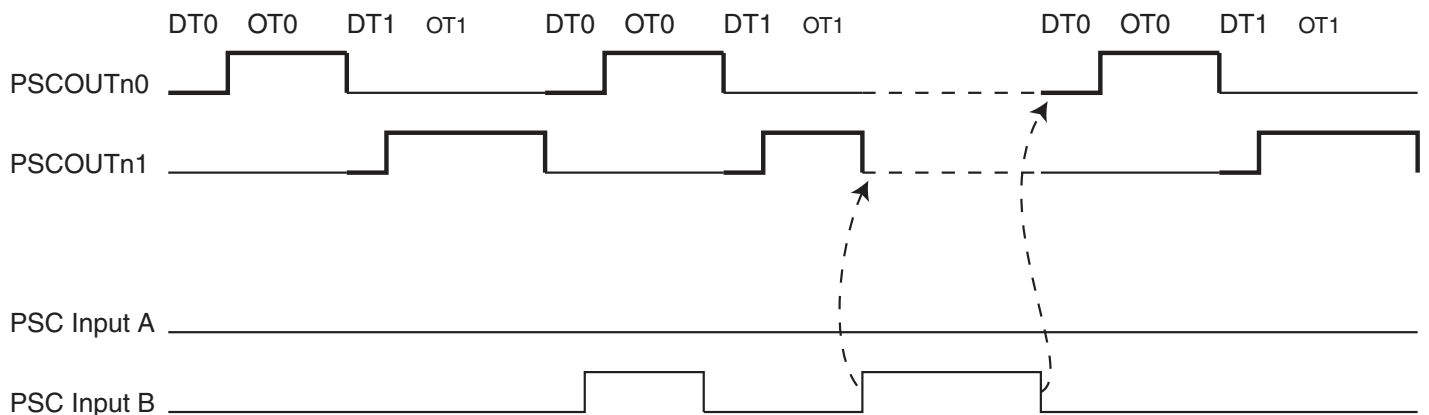 DT0 OT0 DT1 OT1 DT0 OT0 DT1 OT1 DT0 OT0 DT1 OT1
PSCOUTn0
PSCOUTn1
PSC Input A
PSC Input B